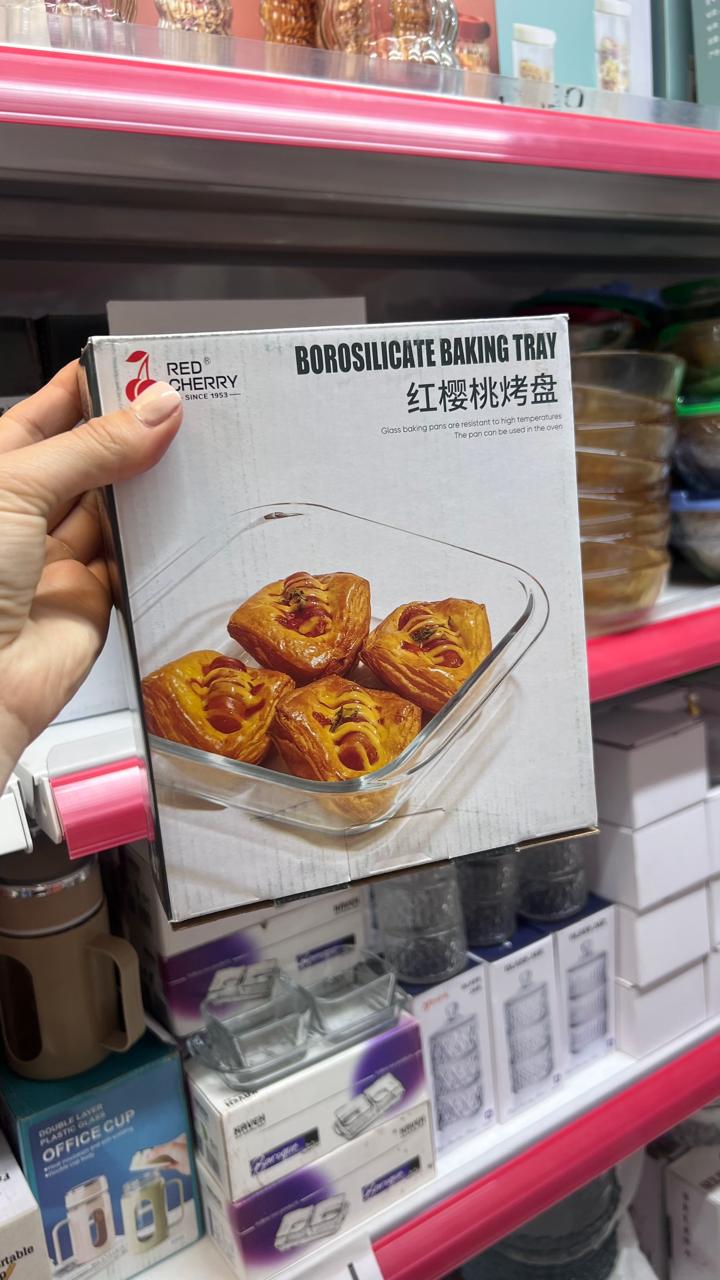 RED®
CHERRY
SINCE 1953
BOROSILICATE BAKING TRAY
红樱桃烤盘
Glass baking pans are resistant to high temperatures
The pan can be used in the oven
DOUBLE LAYER
PLASTIC GLASS
OFFICE CUP
Baroque